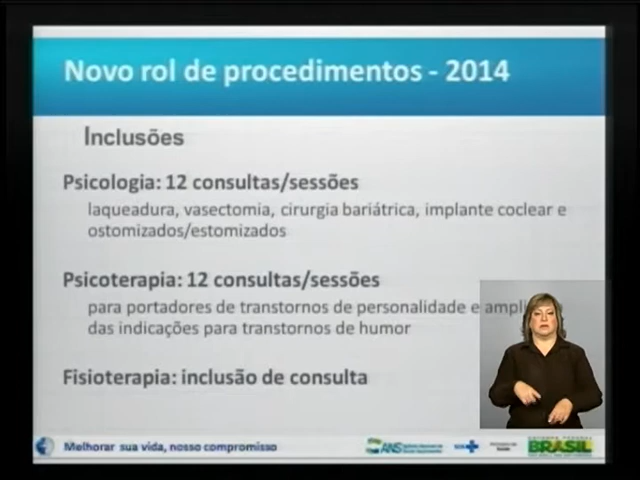 Novo rol de procedimentos - 2014
Inclusões
Psicologia: 12 consultas/sessões
laqueadura, vasectomia, cirurgia bariátrica, implante coclear e
ostomizados/estomizados
Psicoterapia: 12 consultas/sessões
para portadores de transtornos de personalidade e
das indicações para transtornos de humor
Fisioterapia: inclusão de consulta
Melhorar sua vida, nosso compromisso
ANS
SUS
BRASIL